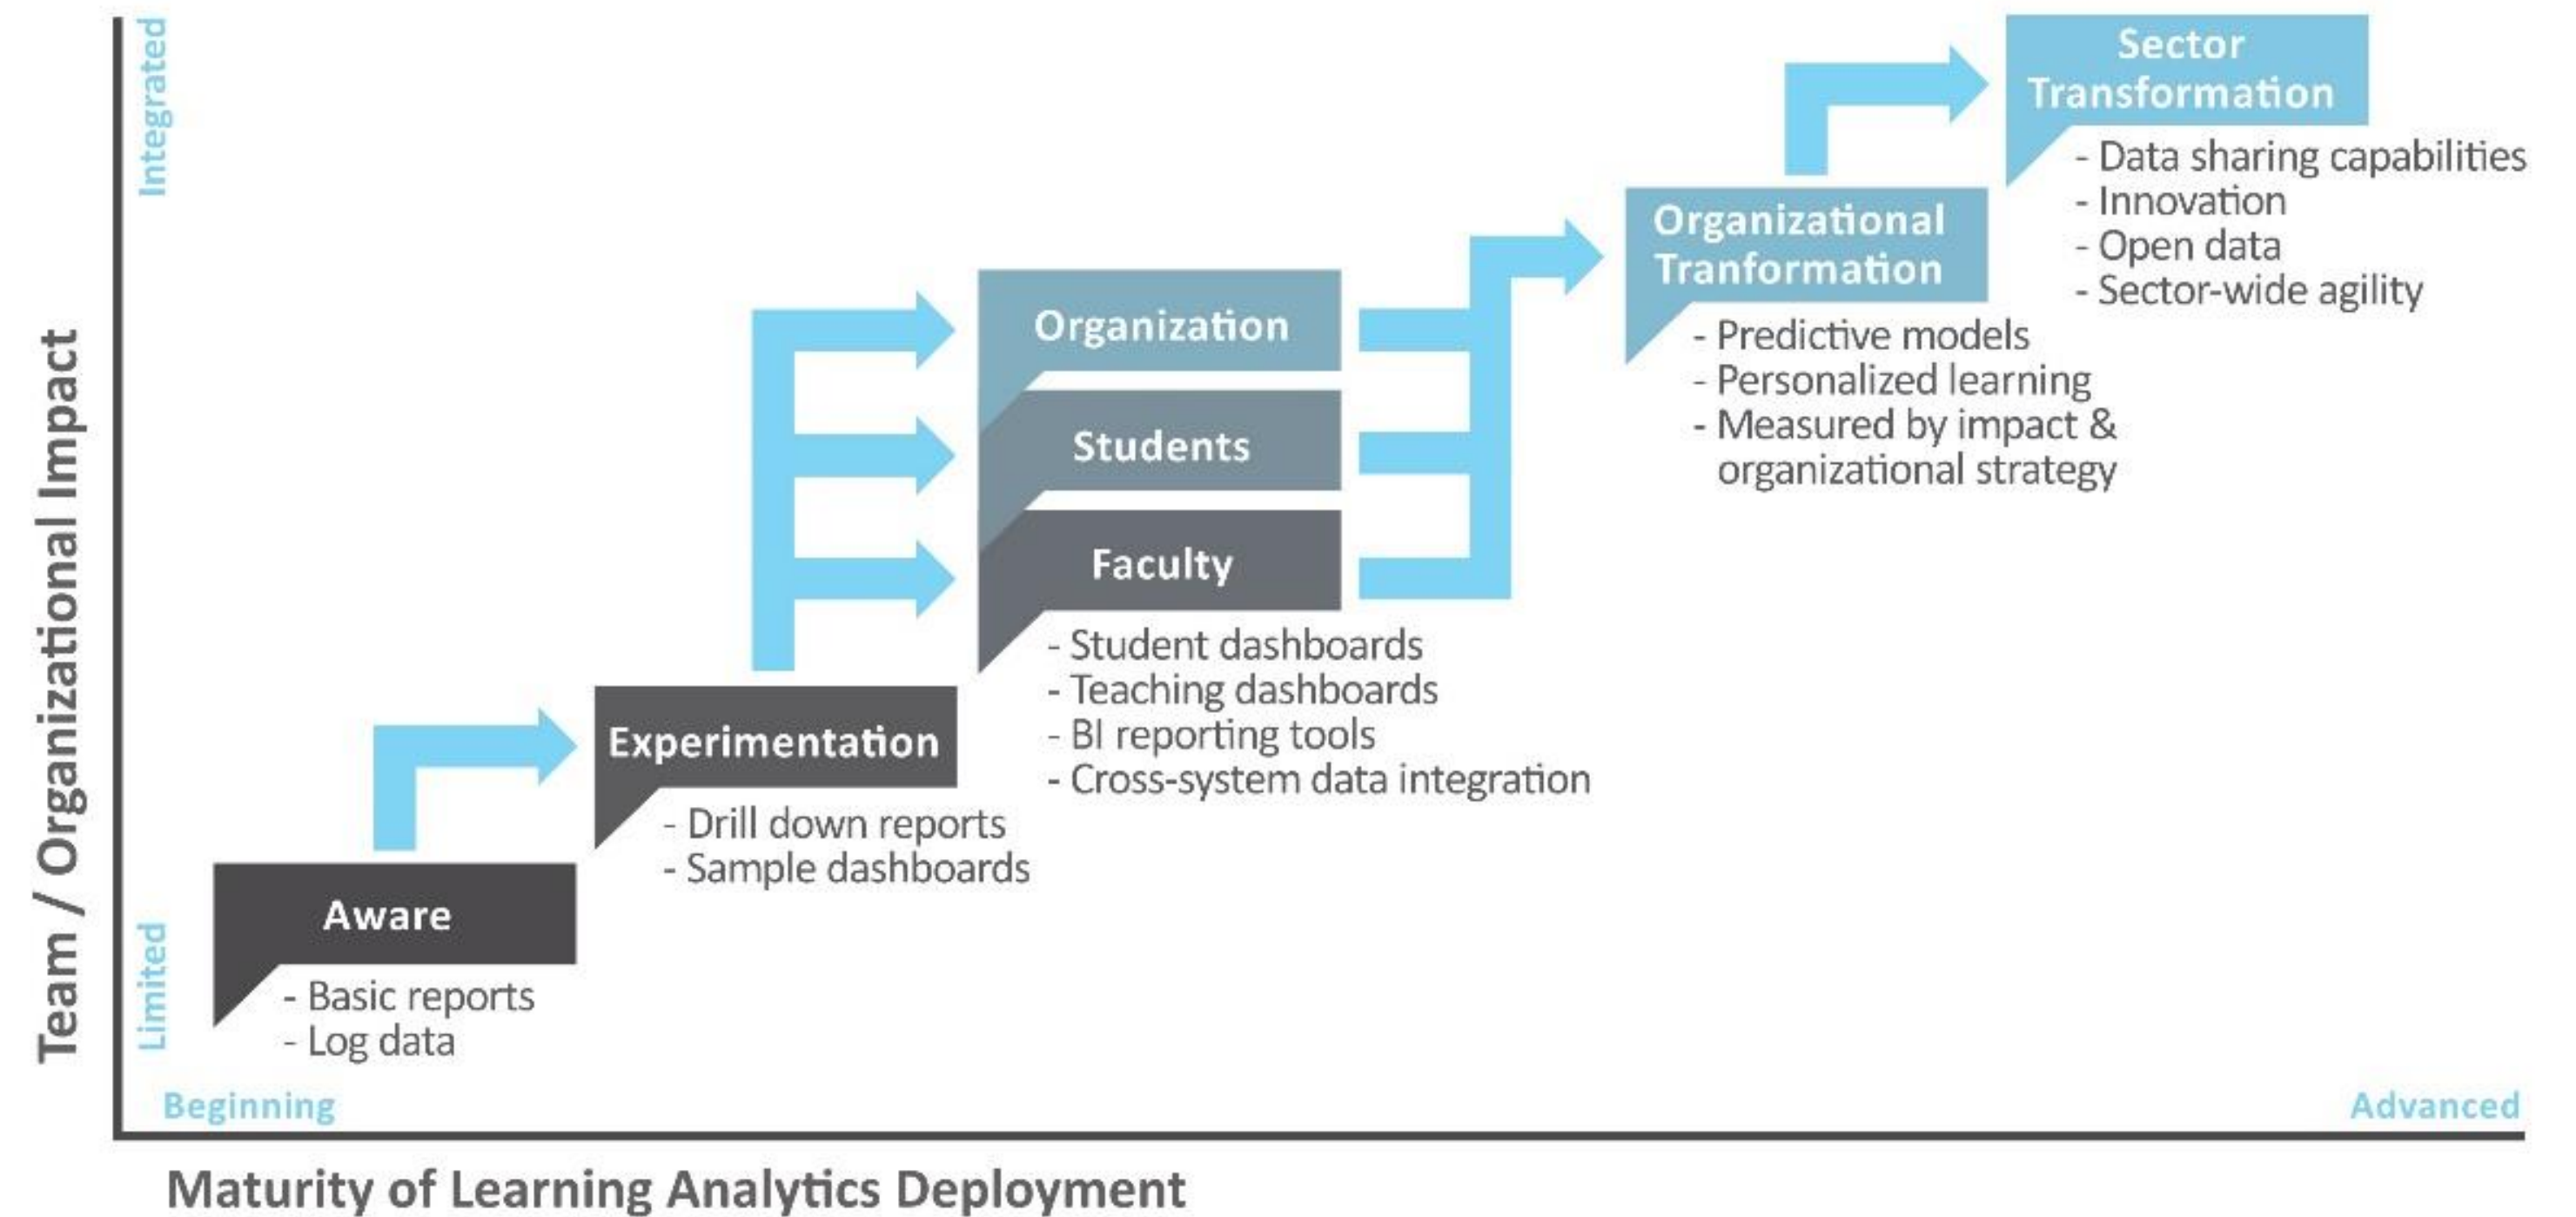 Team / Organizational Impact
Integrated
Limited
Sector
Transformation
- Data sharing capabilities
- Innovation
- Open data
- Sector-wide agility
Organizational
Tranformation
- Predictive models
- Personalized learning
- Measured by impact &
organizational strategy
Organization
Students
Faculty
- Student dashboards
- Teaching dashboards
- BI reporting tools
- Cross-system data integration
Experimentation
- Drill down reports
- Sample dashboards
Aware
- Basic reports
- Log data
Beginning
Advanced
Maturity of Learning Analytics Deployment